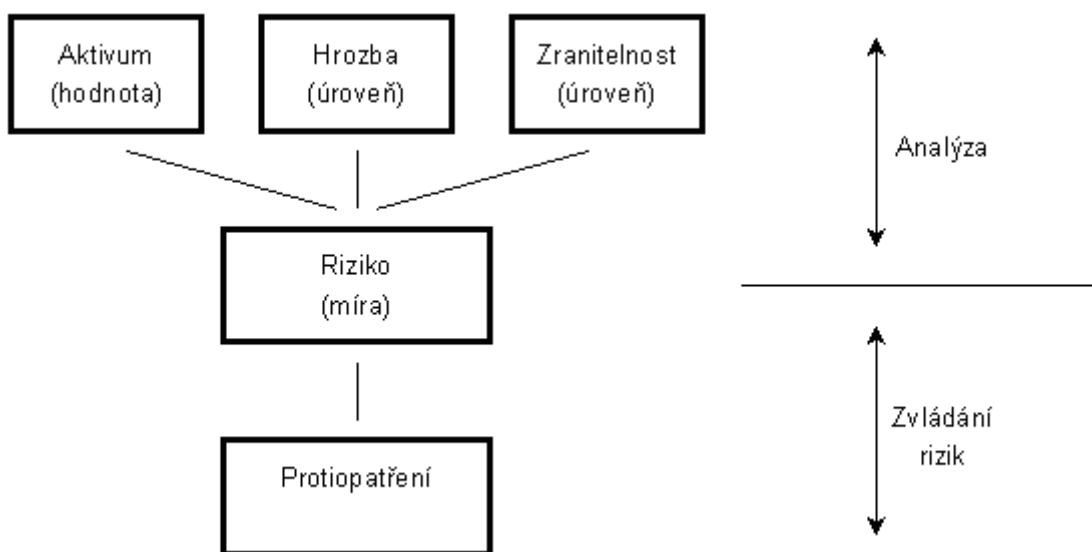 Aktivum
(hodnota)
Hrozba
(úroveň)
Zranitelnost
(úroveň)
Analýza
Riziko
(míra)
Zvládání
rizik
Protiopatření